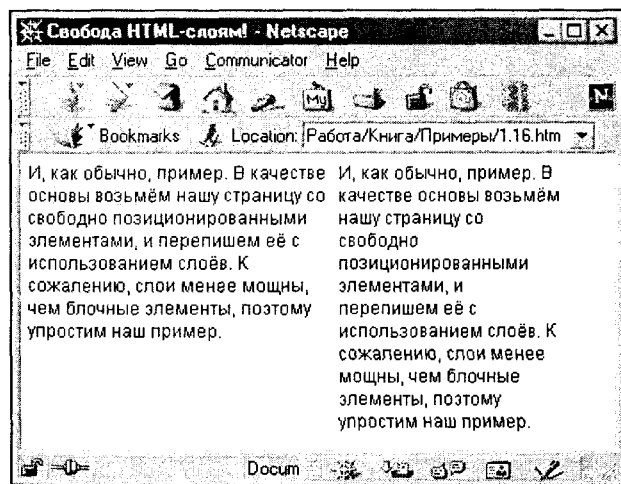 Свобода HTML-слоям! - Netscape
File Edit View Go Communicator Help
My
N
Bookmarks Location: Работа/Книга/Примеры/1.16.htm
И, как обычно, пример. В качестве
основы возьмём нашу страницу со
свободно позиционированными
элементами, и перепишем её с
использованием слоёв. К
сожалению, слои менее мощны,
чем блочные элементы, поэтому
упростим наш пример.
И, как обычно, пример. В
качестве основы возьмём
нашу страницу со
свободно
позиционированными
элементами, и
перепишем её с
использованием слоёв. К
сожалению, слои менее
мощны, чем блочные
элементы, поэтому
упростим наш пример.
Docum